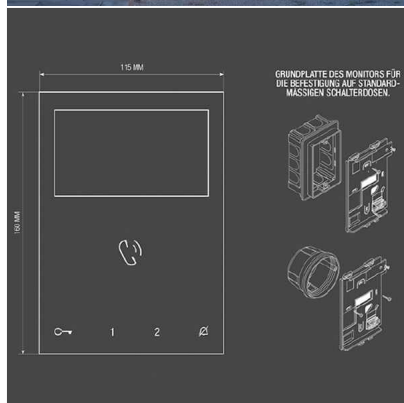 115 MM
GRUNDPLATTE DES MONITORS FÜR
DIE BEFESTIGUNG AUF STANDARD-
MÄSSIGEN SCHALTERDOSEN.
160 MM
1 2